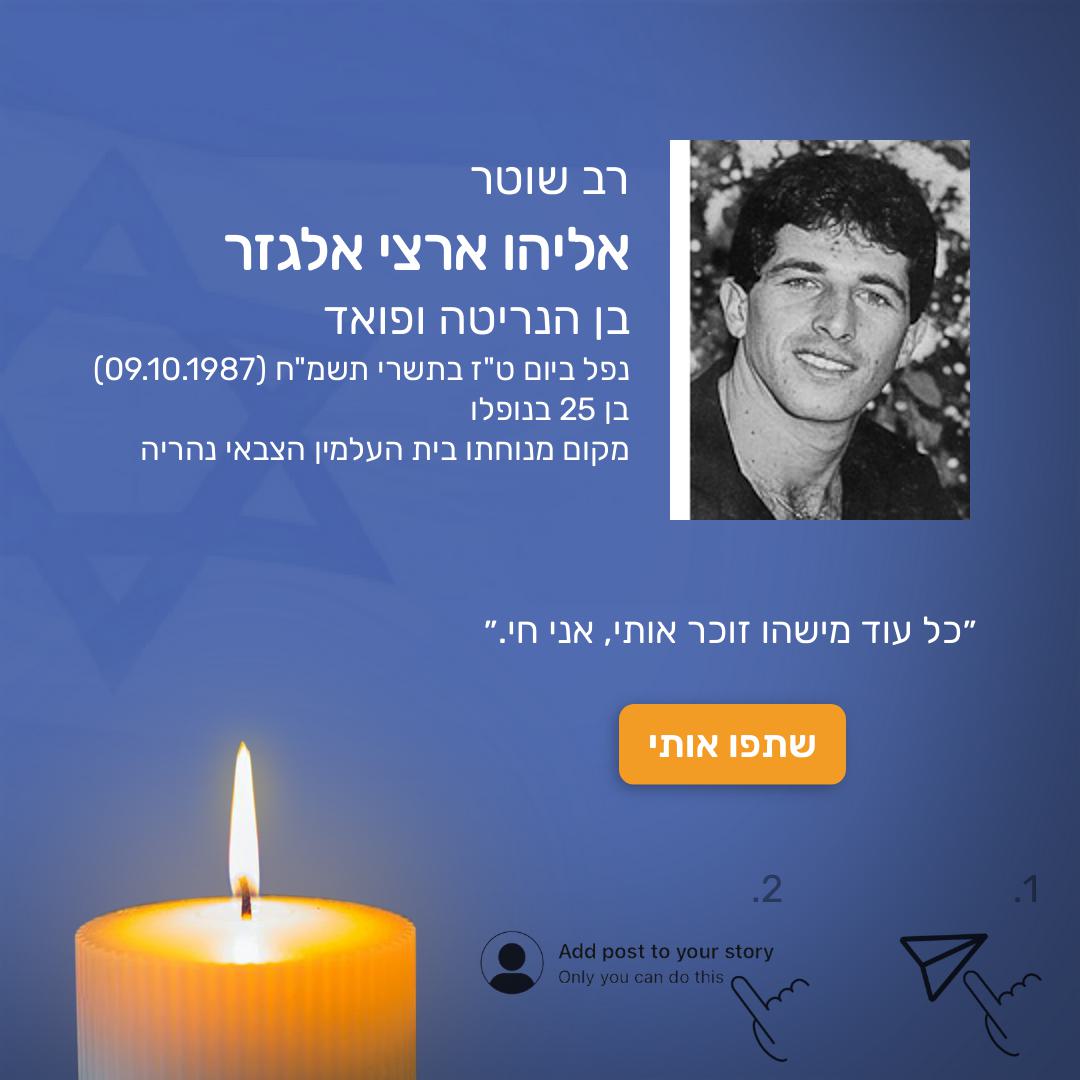 רב שוטר
אליהו ארצי אלגזר
בן הנריטה ופואד
נפל ביום ט"ז בתשרי תשמ"ח (09.10.1987)
בן 25 בנופלו
מקום מנוחתו בית העלמין הצבאי נהריה
״כל עוד מישהו זוכר אותי, אני חי.״
שתפו אותי
.1
.2
Add post to your story
Only you can do this